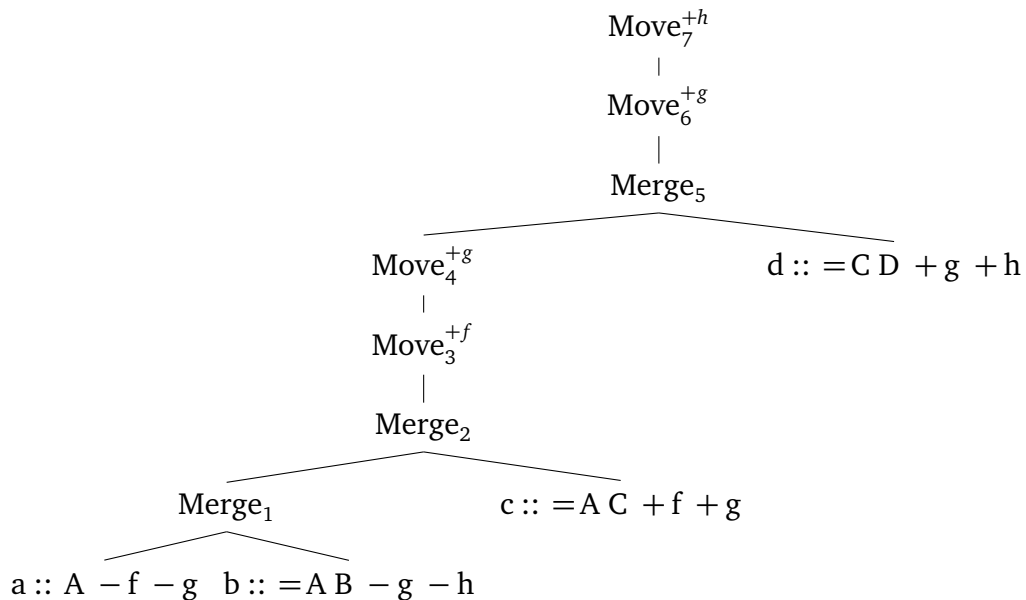 Move₇⁺ʰ
Move₆⁺ᵍ
Merge₅
Move₄⁺ᵍ d :: =C D +g +h
Move₃⁺ᶠ
Merge₂
Merge₁ c :: =A C +f +g
a :: A −f −g b :: =A B −g −h